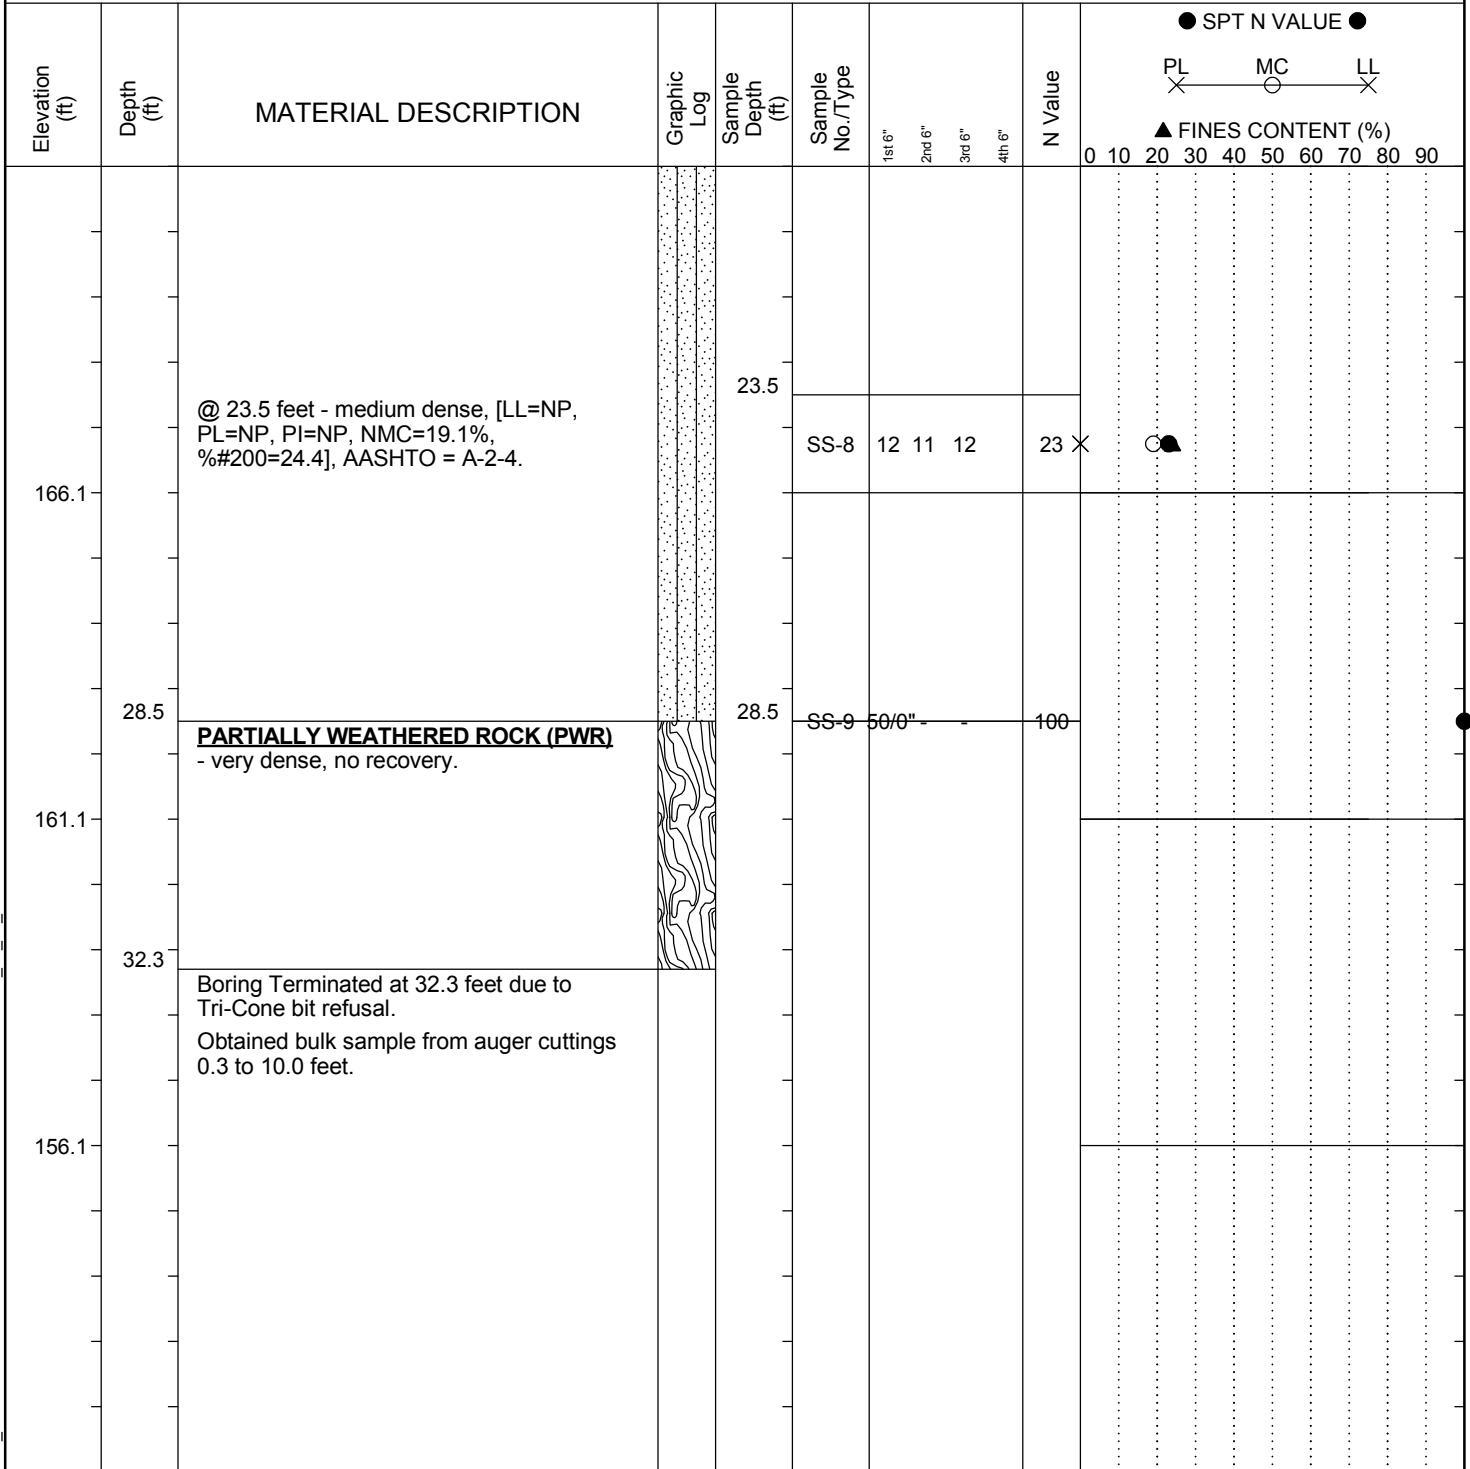 ● SPT N VALUE ●
PL MC LL
▲ FINES CONTENT (%)
0 10 20 30 40 50 60 70 80 90
Elevation
(ft)
Depth
(ft)
MATERIAL DESCRIPTION
Graphic
Log
Sample
Depth
(ft)
Sample
No./Type
1st 6"
2nd 6"
3rd 6"
4th 6"
N Value
23.5
@ 23.5 feet - medium dense, [LL=NP,
PL=NP, PI=NP, NMC=19.1%,
%#200=24.4], AASHTO = A-2-4.
SS-8 12 11 12 23
166.1
28.5
28.5
SS-9 50/0" - - 100
PARTIALLY WEATHERED ROCK (PWR)
- very dense, no recovery.
161.1
32.3
Boring Terminated at 32.3 feet due to
Tri-Cone bit refusal.
Obtained bulk sample from auger cuttings
0.3 to 10.0 feet.
156.1